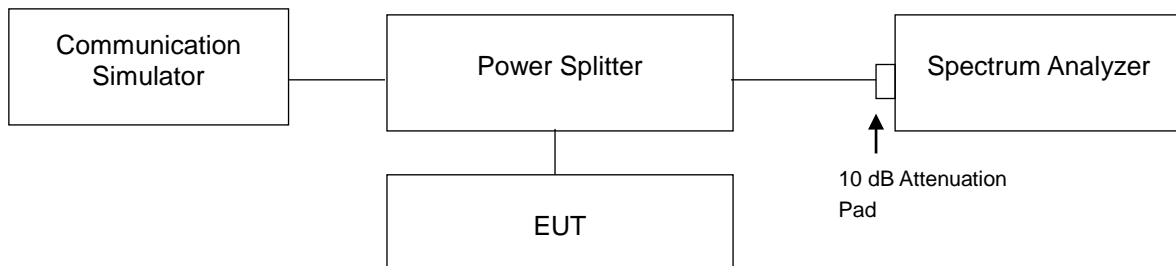 Communication
Simulator
Power Splitter
Spectrum Analyzer
10 dB Attenuation
Pad
EUT